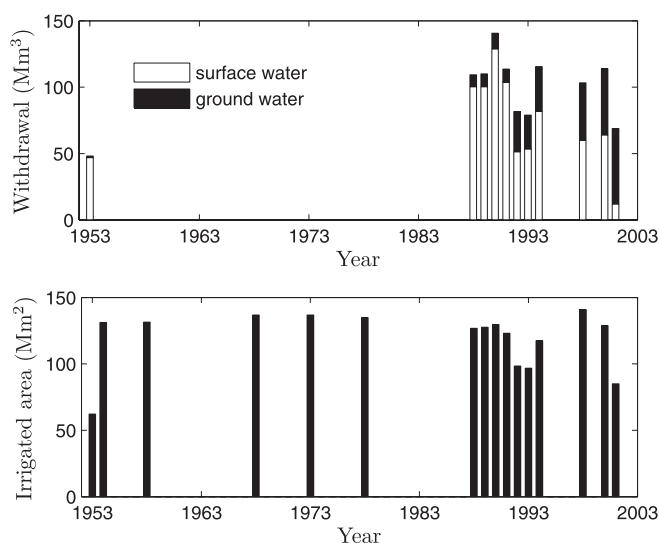 150
100
50
0
Withdrawal (Mm³)
surface water
ground water
1953 1963 1973 1983 1993 2003
Year
150
100
50
0
Irrigated area (Mm²)
1953 1963 1973 1983 1993 2003
Year